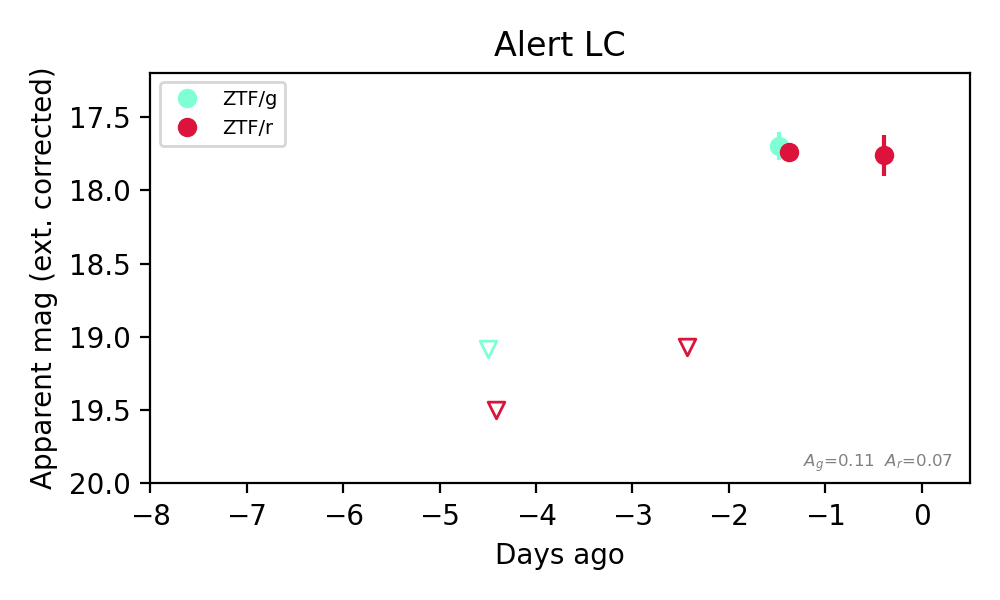 Alert LC
ZTF/g
ZTF/r
Apparent mag (ext. corrected)
17.5
18.0
18.5
19.0
19.5
20.0
A_g=0.11 A_r=0.07
−8 −7 −6 −5 −4 −3 −2 −1 0
Days ago